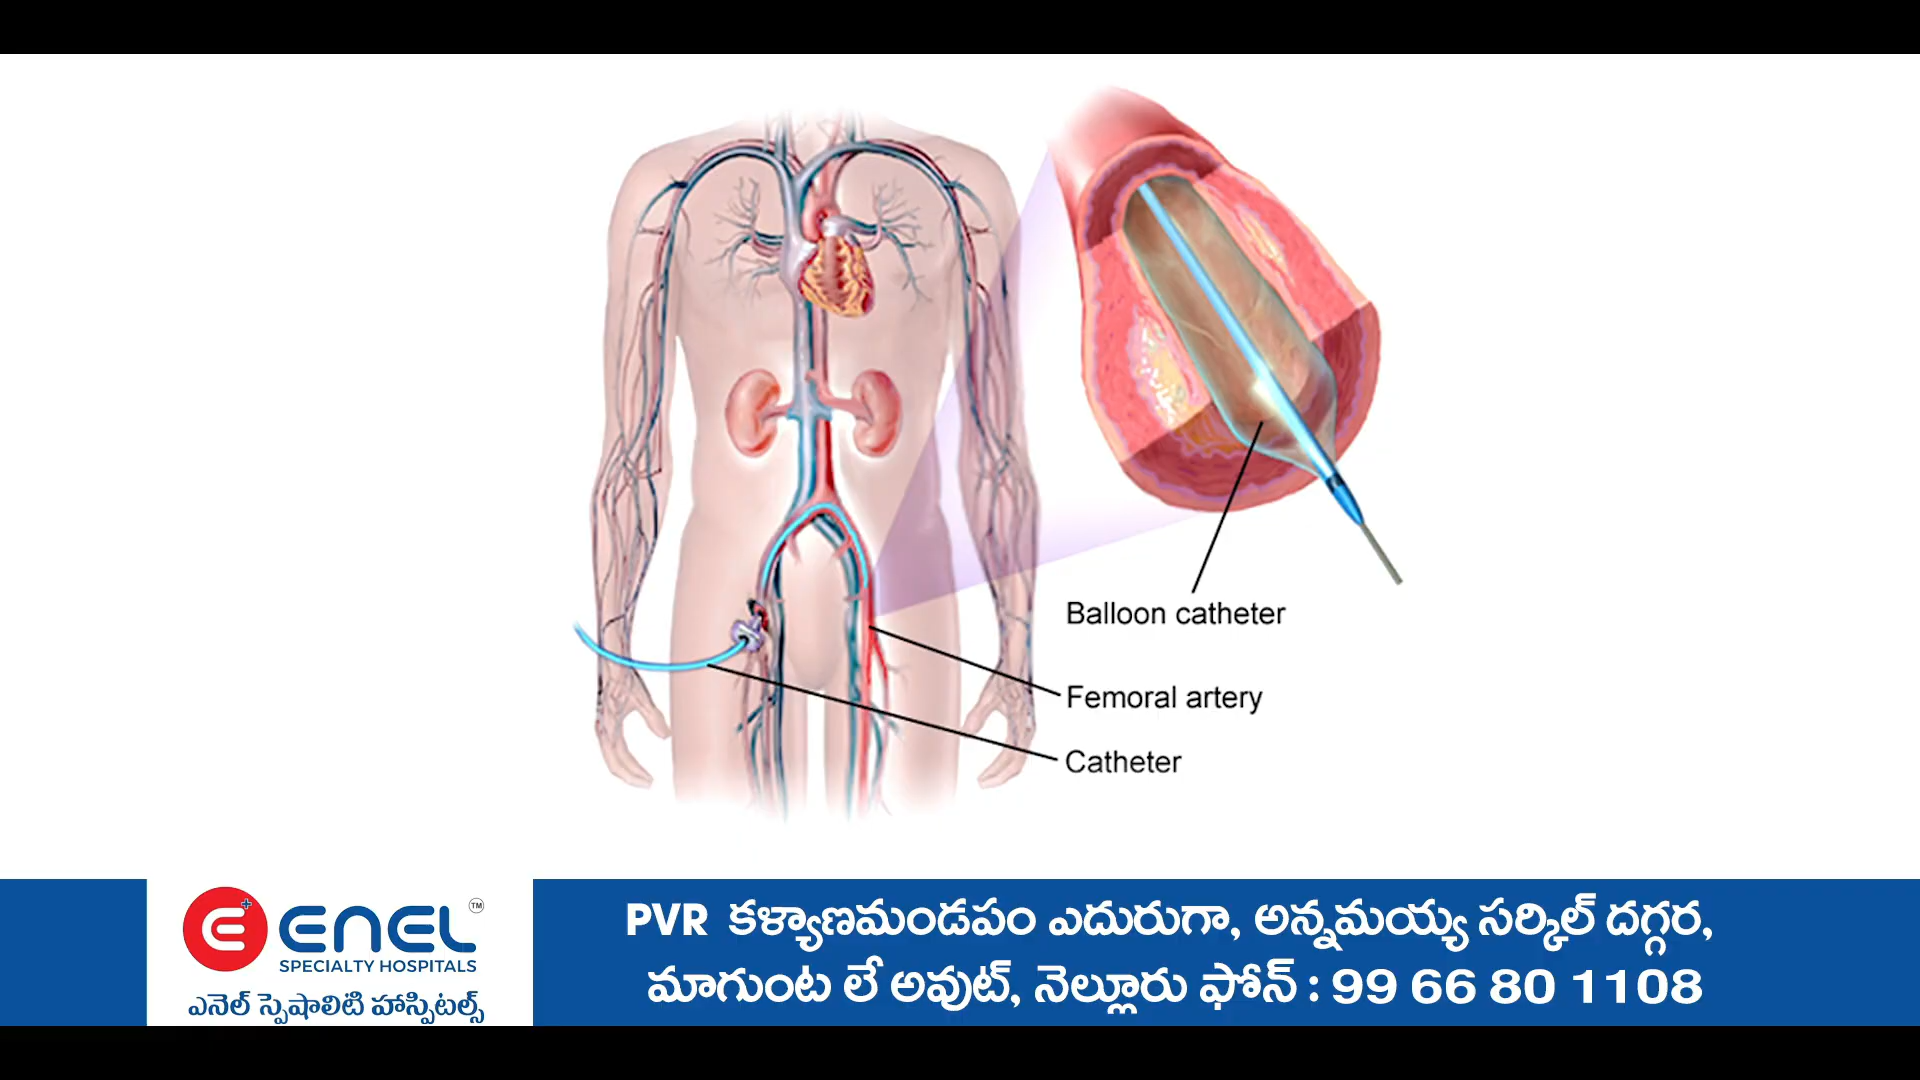 Balloon catheter
Femoral artery
Catheter
ENEL TM
SPECIALTY HOSPITALS
ఎనెల్ స్పెషాలిటి హాస్పిటల్స్
PVR కళ్యాణమండపం ఎదురుగా, అన్నమయ్య సర్కిల్ దగ్గర,
మాగుంట లే అవుట్, నెల్లూరు ఫోన్ : 99 66 80 1108